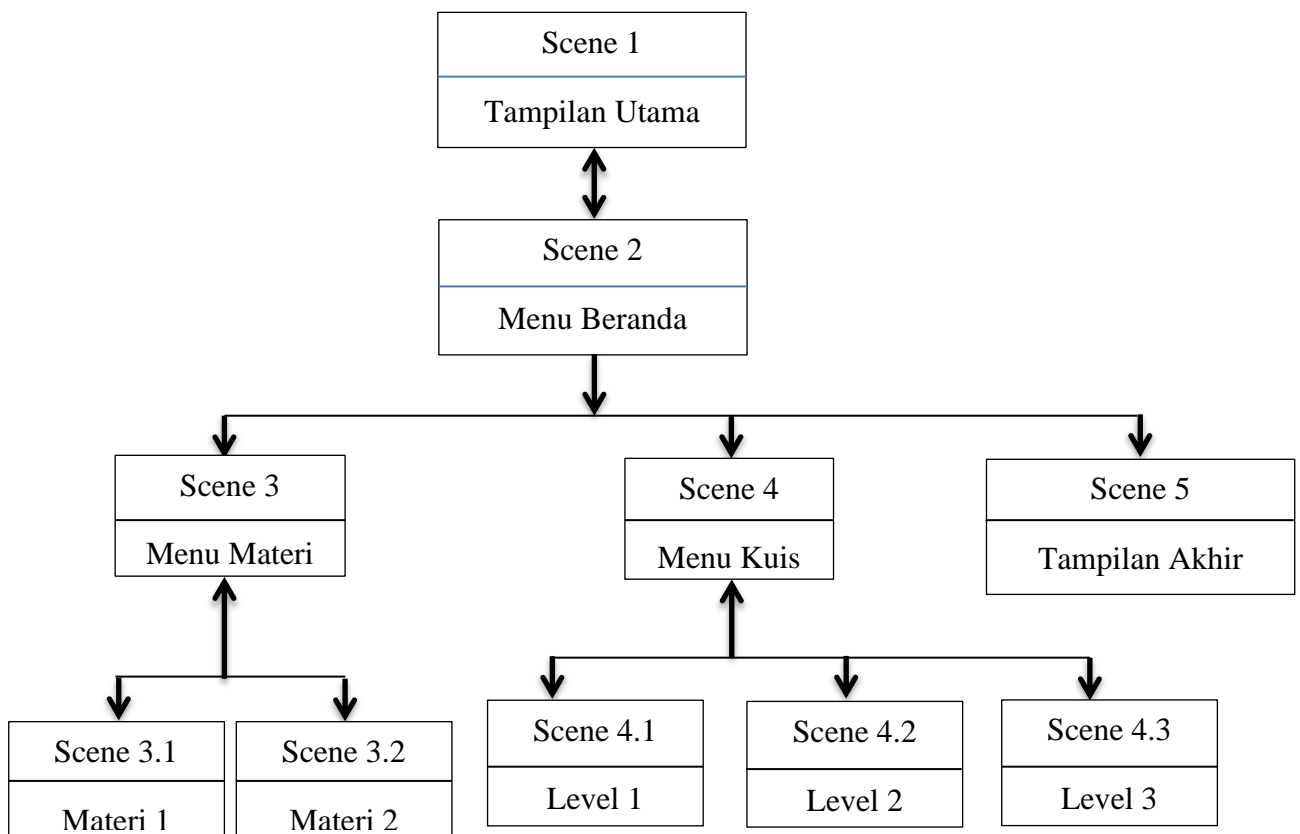 Scene 1
Tampilan Utama
Scene 2
Menu Beranda
Scene 3
Menu Materi
Scene 4
Menu Kuis
Scene 5
Tampilan Akhir
Scene 3.1
Materi 1
Scene 3.2
Materi 2
Scene 4.1
Level 1
Scene 4.2
Level 2
Scene 4.3
Level 3